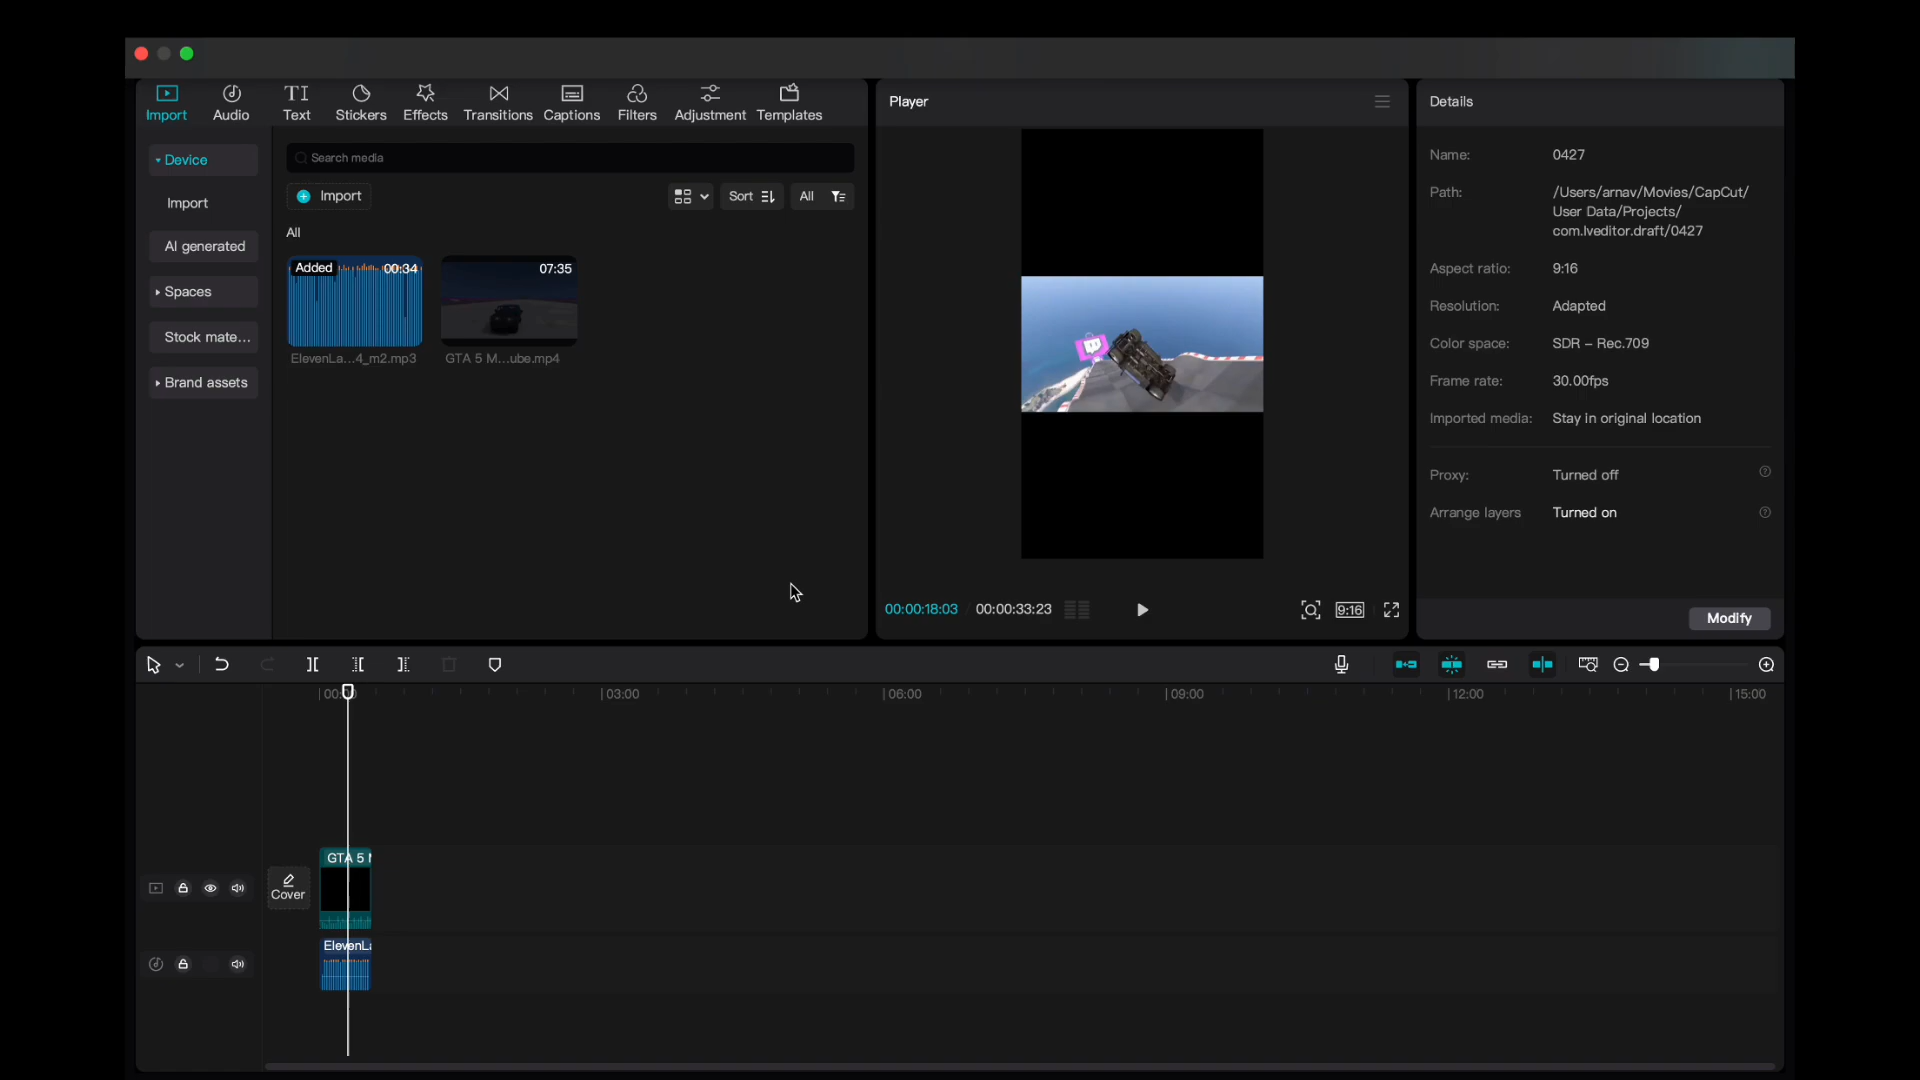 Import
Audio
Text
Stickers
Effects
Transitions
Captions
Filters
Adjustment
Templates
Device
Import
AI generated
Spaces
Stock mate...
Brand assets
Search media
Import
Sort
All
All
Added
00:34
ElevenLa...4_m2.mp3
07:35
GTA 5 M...ube.mp4
Player
00:00:18:03
00:00:33:23
9:16
Details
Name: 0427
Path: /Users/arnav/Movies/CapCut/
User Data/Projects/
com.lveditor.draft/0427
Aspect ratio: 9:16
Resolution: Adapted
Color space: SDR – Rec.709
Frame rate: 30.00fps
Imported media: Stay in original location
Proxy: Turned off
Arrange layers Turned on
Modify
03:00
06:00
09:00
12:00
15:00
Cover
GTA 5
ElevenLa